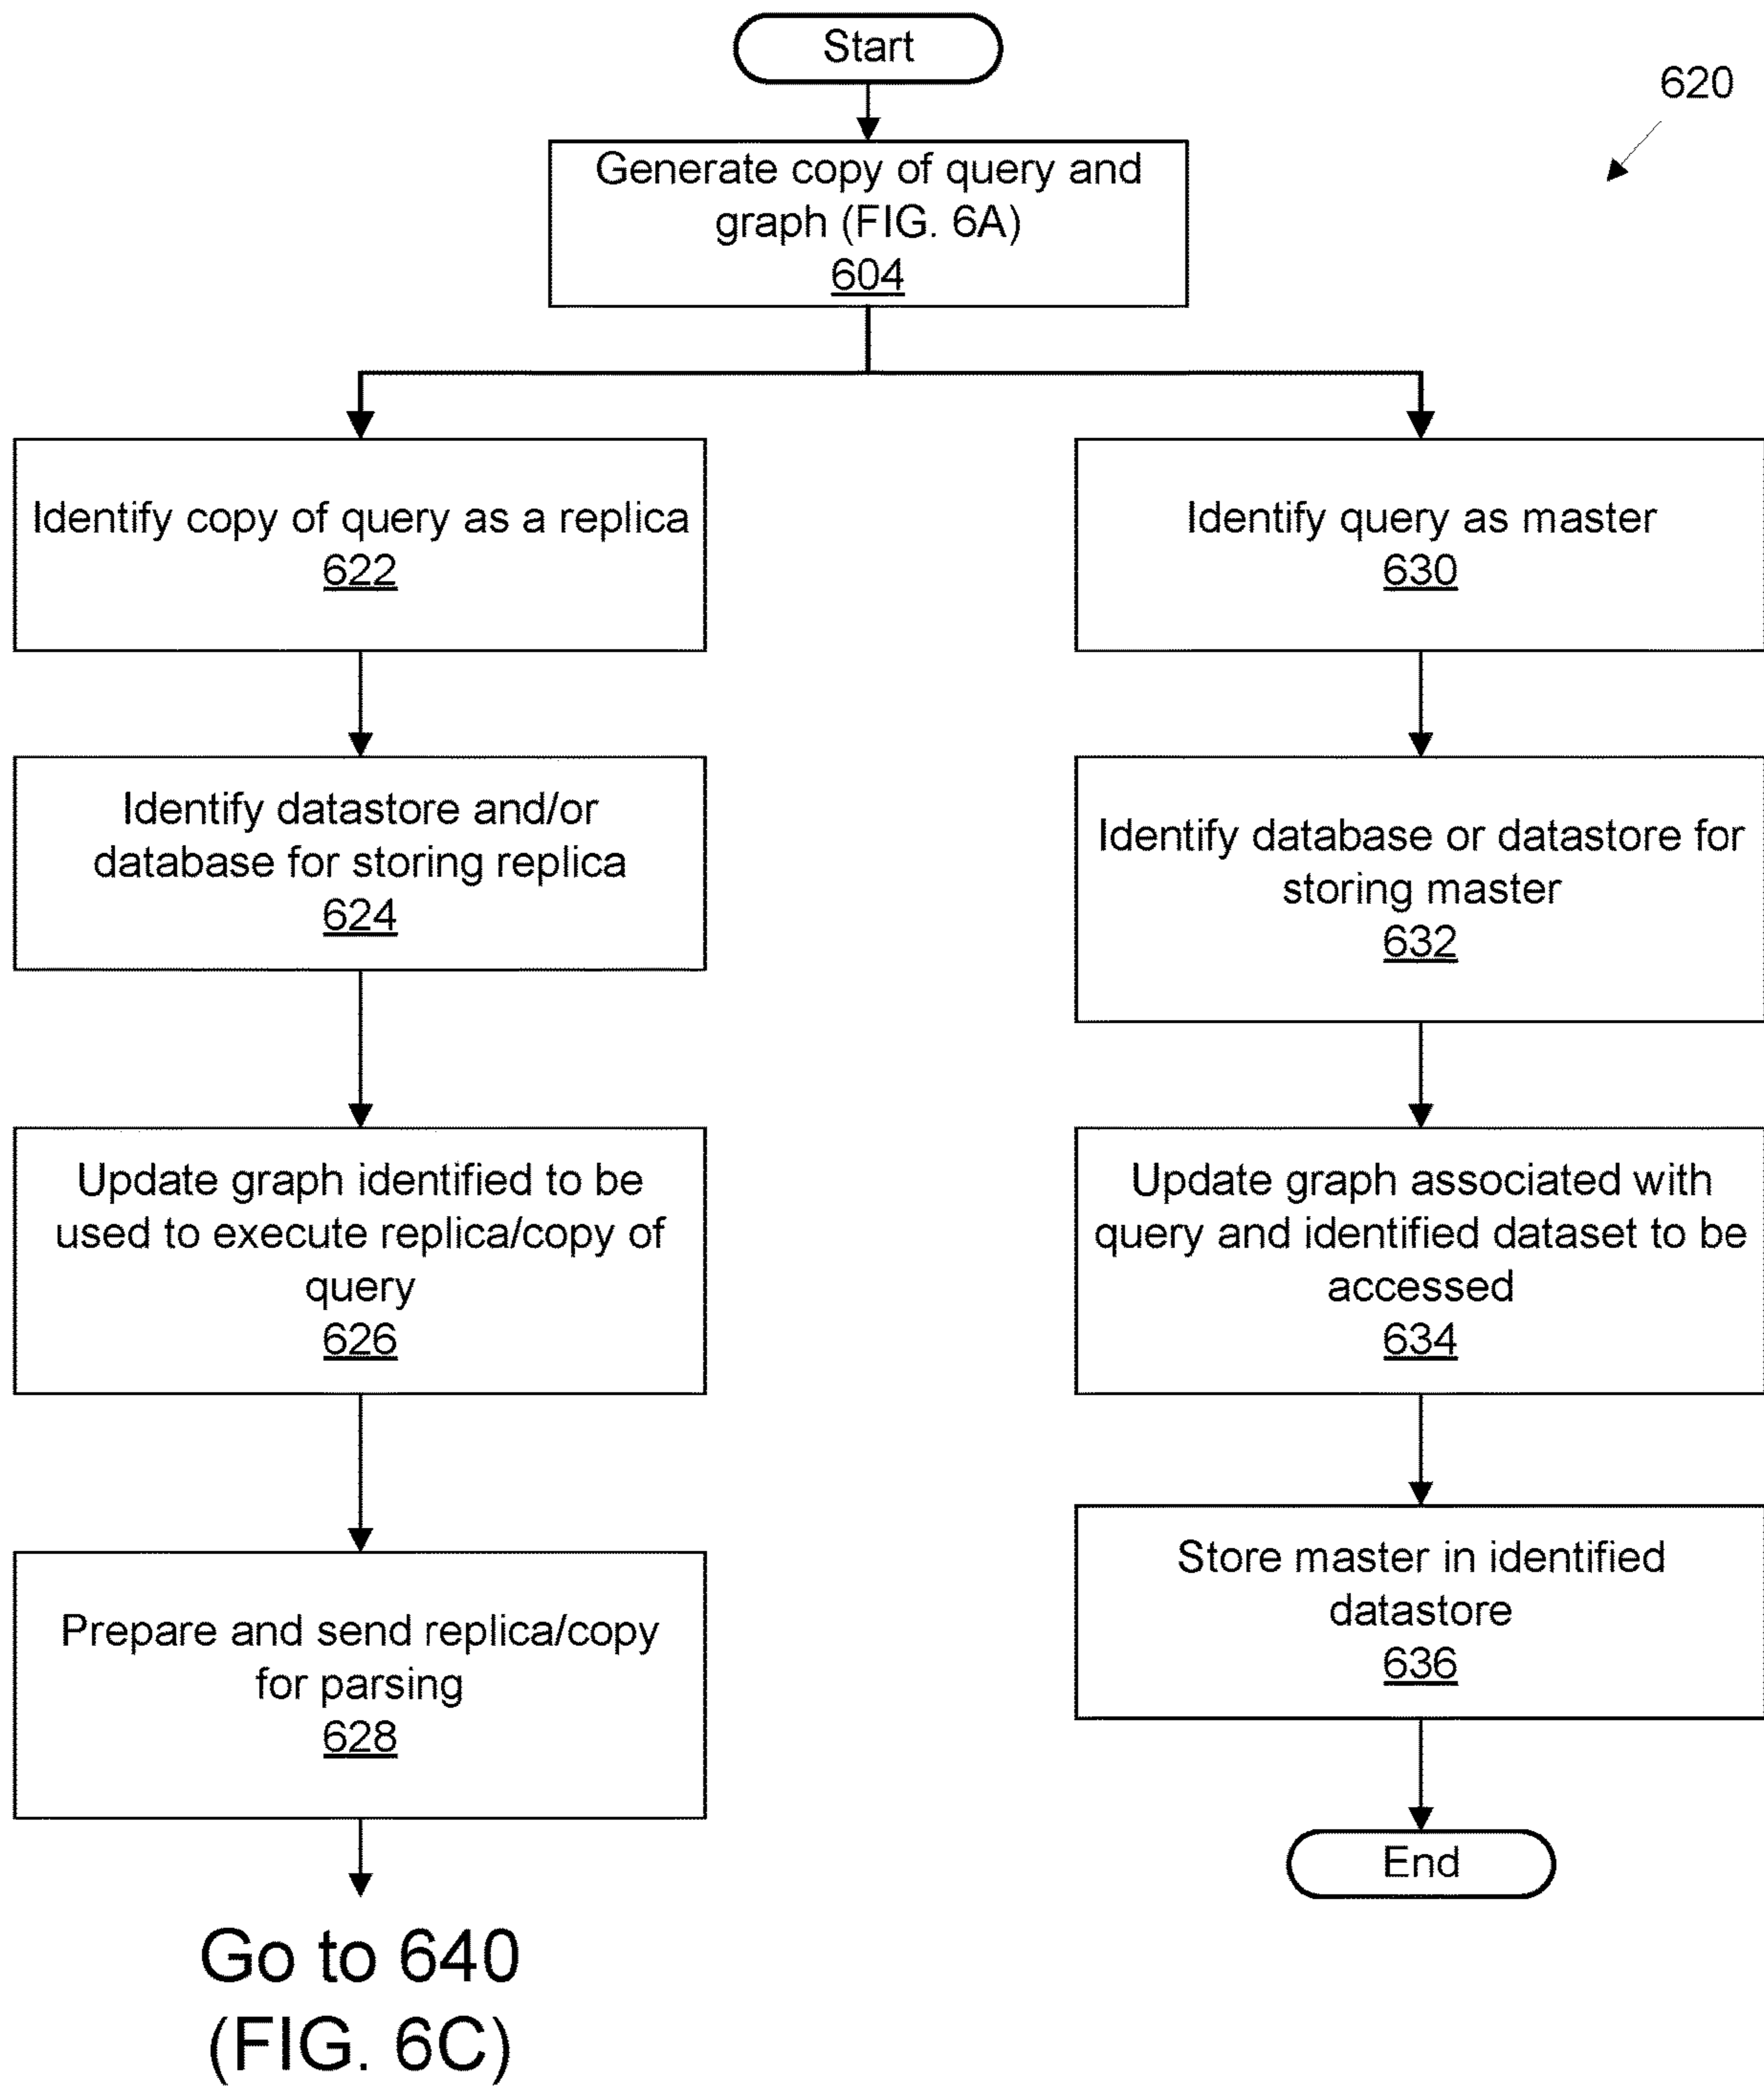 Start
620
Generate copy of query and
graph (FIG. 6A)
604
Identify copy of query as a replica
622
Identify datastore and/or
database for storing replica
624
Update graph identified to be
used to execute replica/copy of
query
626
Prepare and send replica/copy
for parsing
628
Go to 640
(FIG. 6C)
Identify query as master
630
Identify database or datastore for
storing master
632
Update graph associated with
query and identified dataset to be
accessed
634
Store master in identified
datastore
636
End